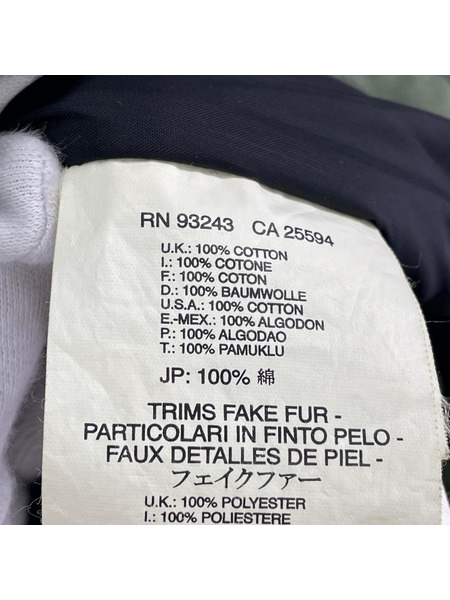 RN 93243 CA 25594
U.K.: 100% COTTON
I.: 100% COTONE
F.: 100% COTON
D.: 100% BAUMWOLLE
U.S.A.: 100% COTTON
E.-MEX.: 100% ALGODON
P.: 100% ALGODAO
T.: 100% PAMUKLU
JP: 100% 綿
TRIMS FAKE FUR -
PARTICOLARI IN FINTO PELO -
FAUX DETALLES DE PIEL -
フェイクファー
U.K.: 100% POLYESTER
I.: 100% POLIESTERE